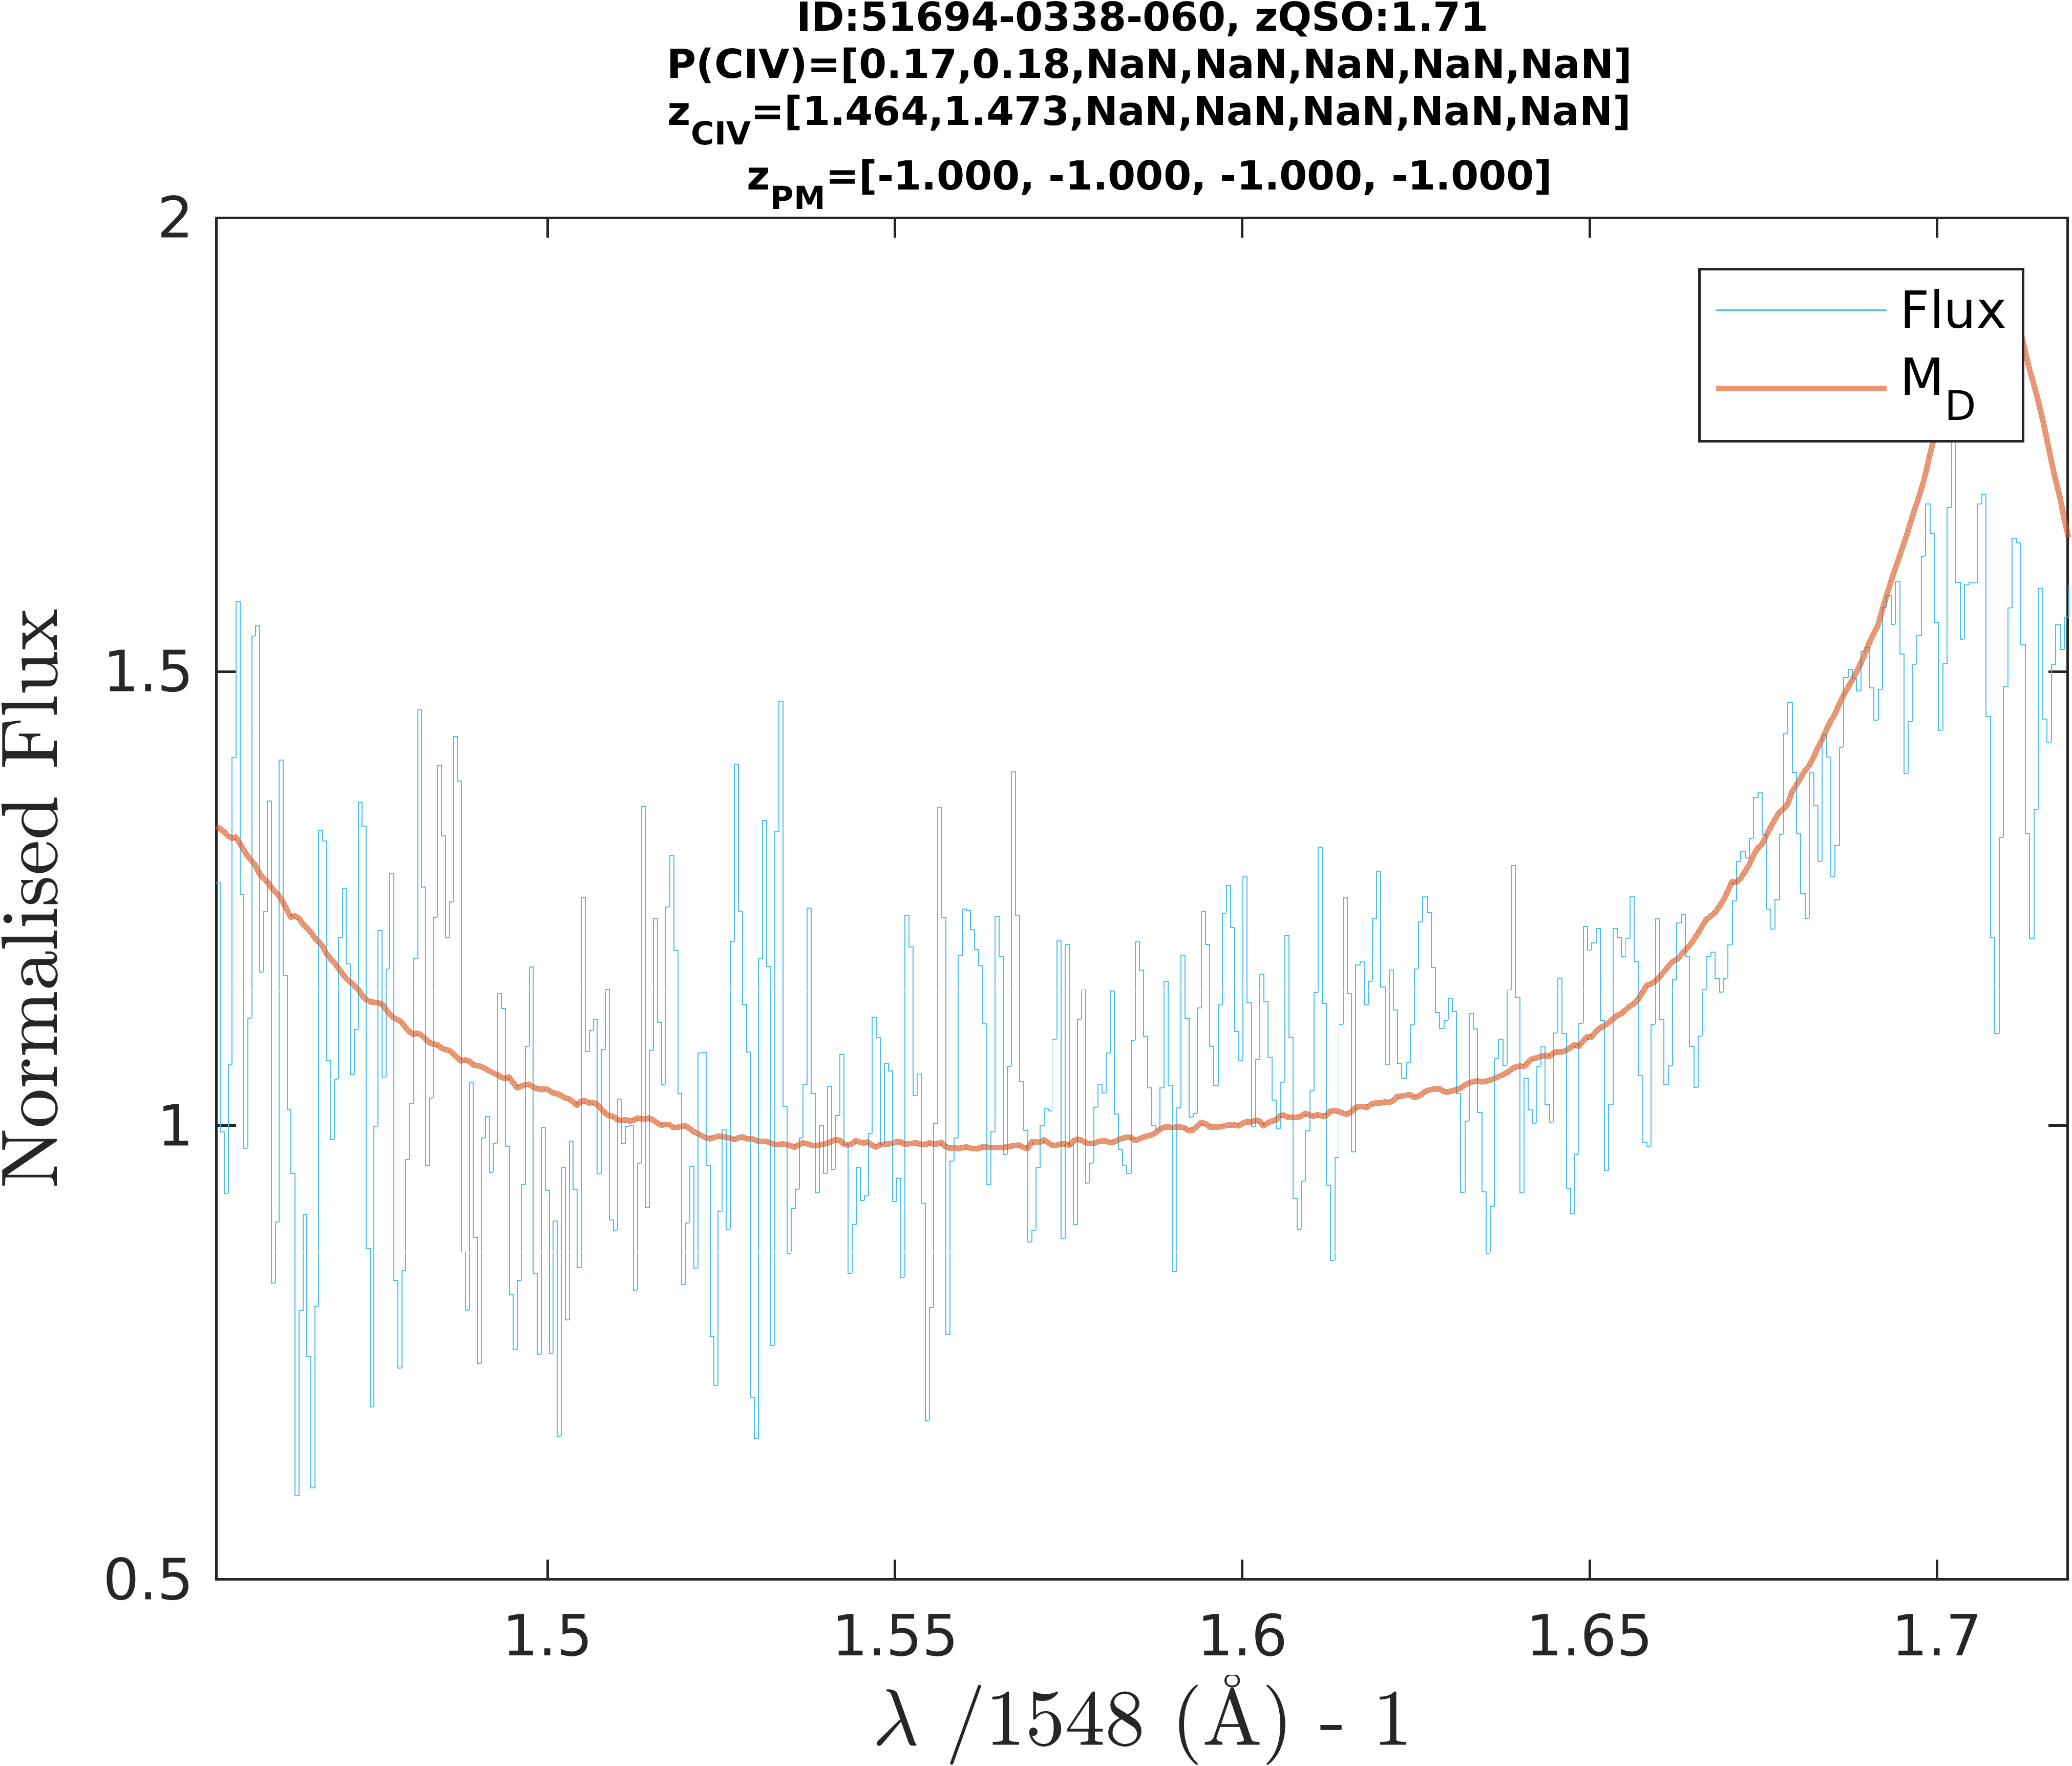 ID:51694-0338-060, zQSO:1.71
P(CIV)=[0.17,0.18,NaN,NaN,NaN,NaN,NaN]
zCIV=[1.464,1.473,NaN,NaN,NaN,NaN,NaN]
zPM=[-1.000, -1.000, -1.000, -1.000]
2
1.5
1
0.5
Normalised Flux
Flux
MD
1.5 1.55 1.6 1.65 1.7
λ /1548 (Å) - 1